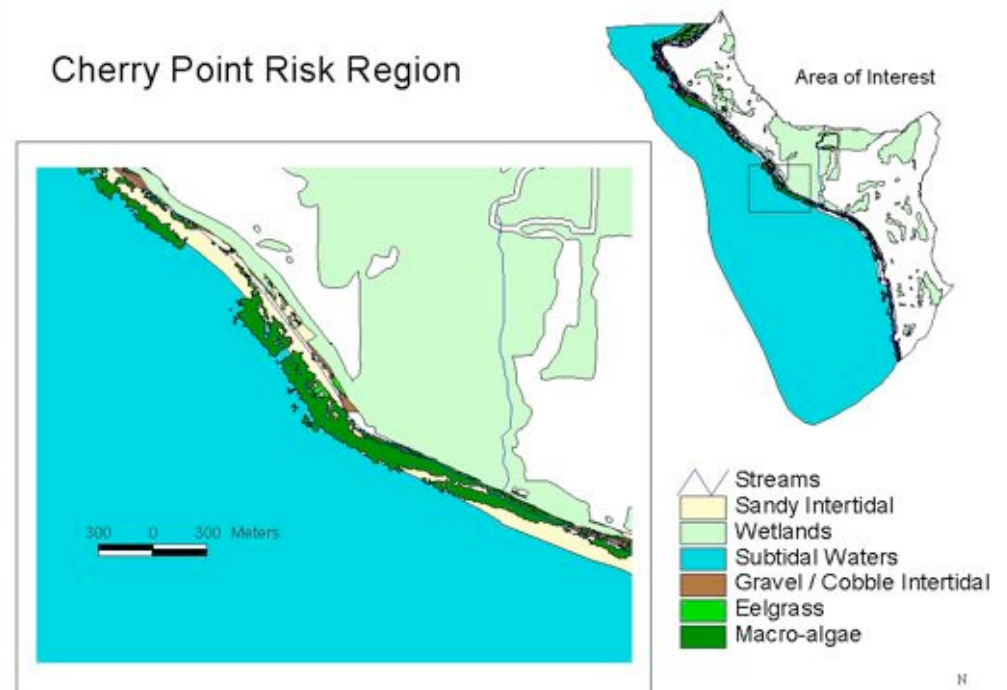 Cherry Point Risk Region
Area of Interest
300 0 300 Meters
Streams
Sandy Intertidal
Wetlands
Subtidal Waters
Gravel / Cobble Intertidal
Eelgrass
Macro-algae
N